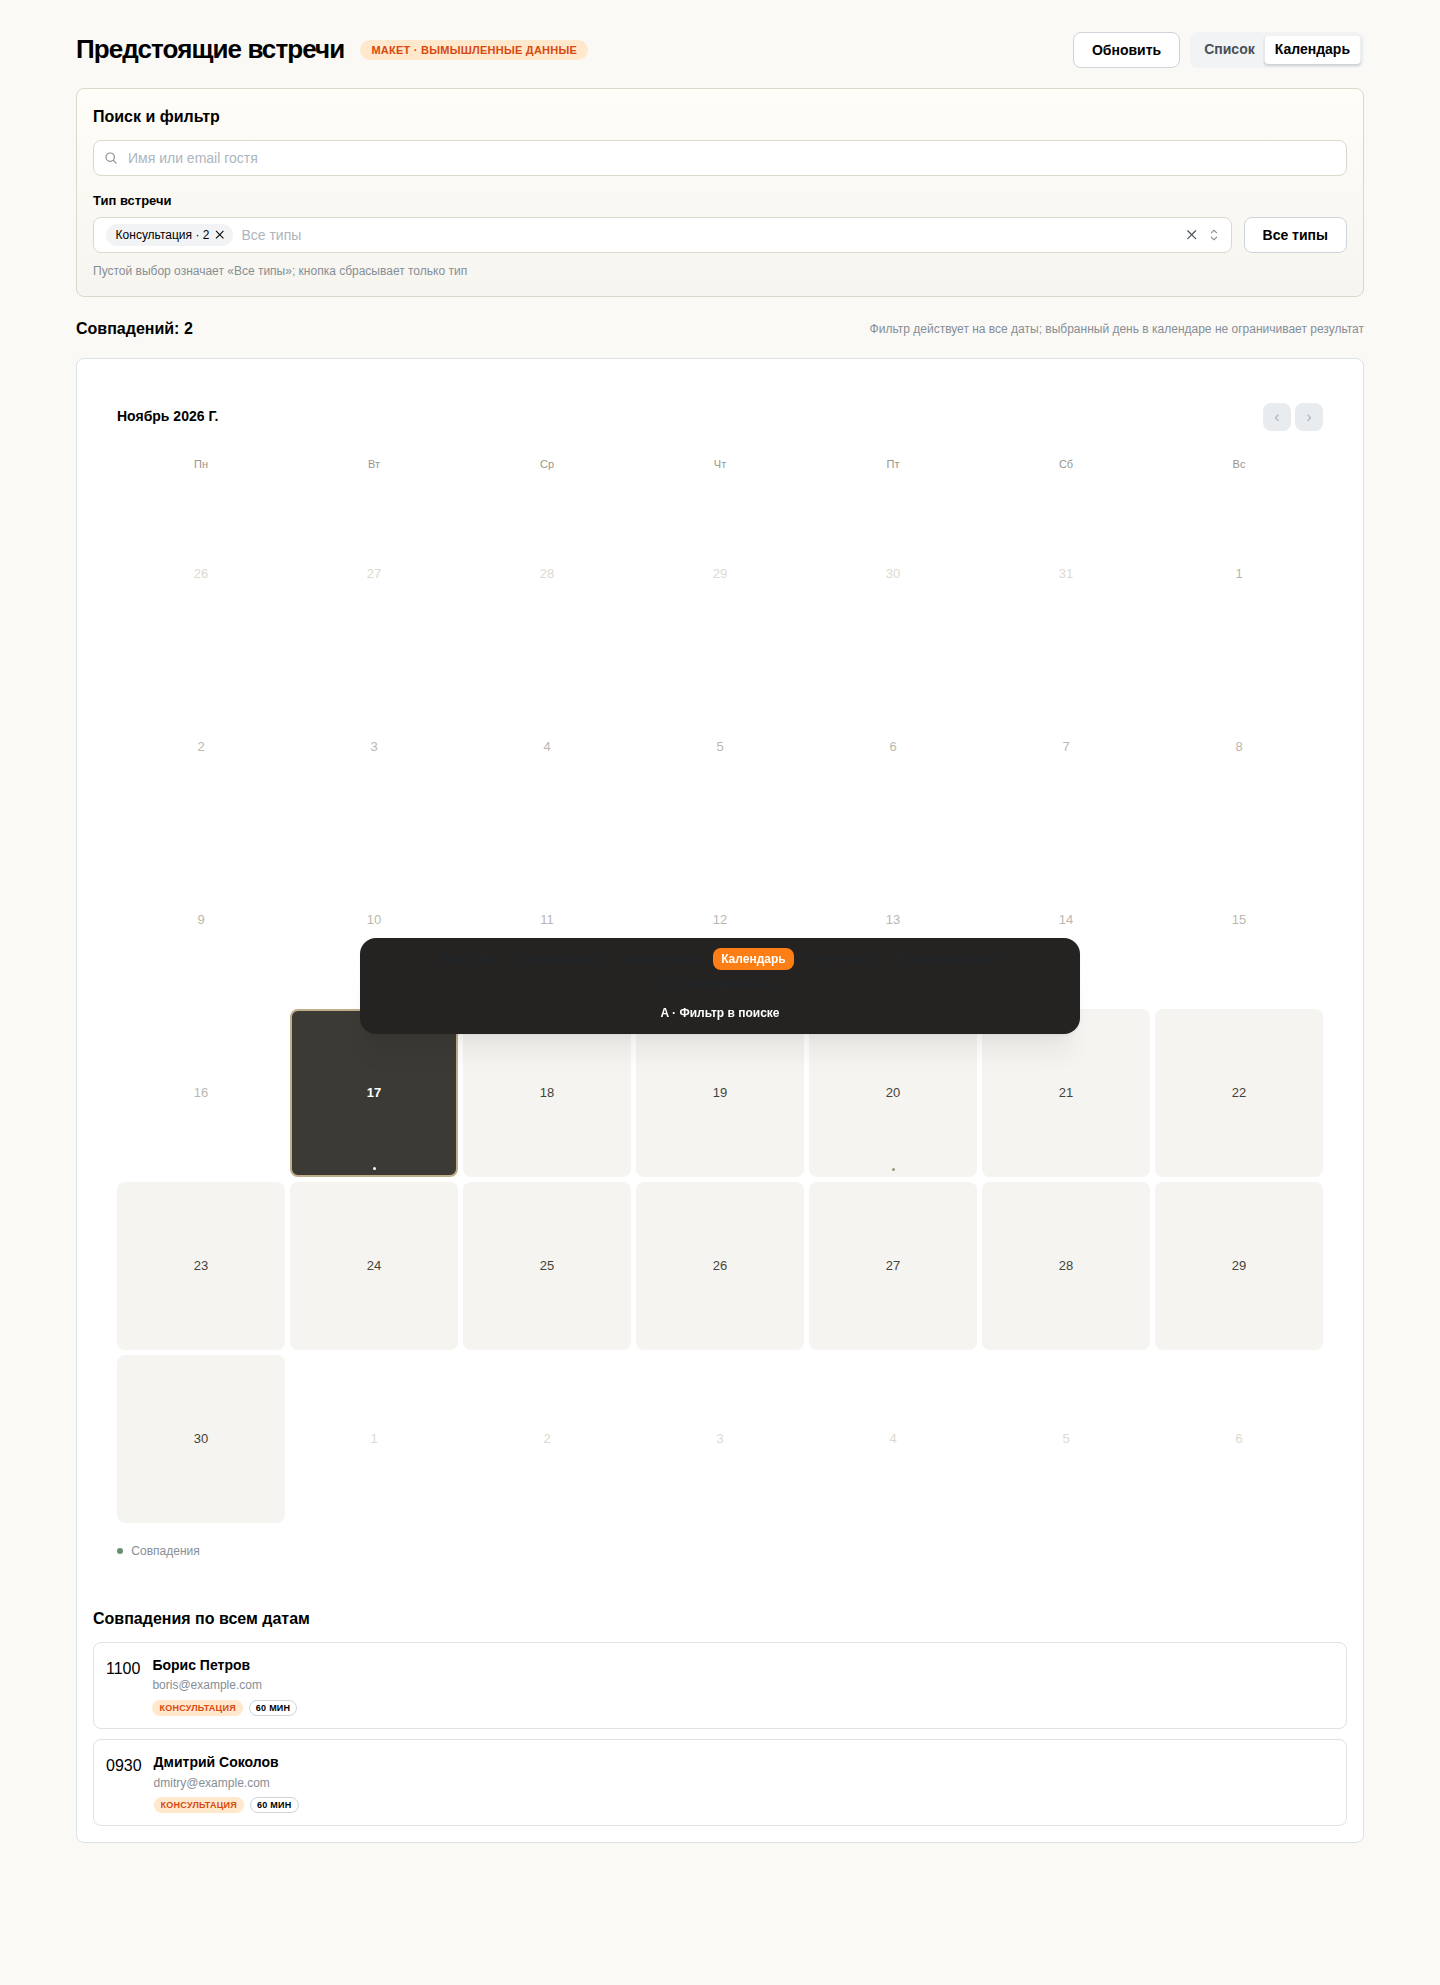 Предстоящие встречи МАКЕТ · ВЫМЫШЛЕННЫЕ ДАННЫЕ Обновить Список Календарь
Поиск и фильтр
Имя или email гостя
Тип встречи
Консультация · 2 Все типы Все типы
Пустой выбор означает «Все типы»; кнопка сбрасывает только тип
Совпадений: 2 Фильтр действует на все даты; выбранный день в календаре не ограничивает результат
Ноябрь 2026 Г. ‹ ›
Пн Вт Ср Чт Пт Сб Вс
26 27 28 29 30 31 1
2 3 4 5 6 7 8
9 10 11 12 13 14 15
Календарь
A · Фильтр в поиске
16 17 18 19 20 21 22
23 24 25 26 27 28 29
30 1 2 3 4 5 6
Совпадения
Совпадения по всем датам
1100 Борис Петров
boris@example.com
КОНСУЛЬТАЦИЯ 60 МИН
0930 Дмитрий Соколов
dmitry@example.com
КОНСУЛЬТАЦИЯ 60 МИН